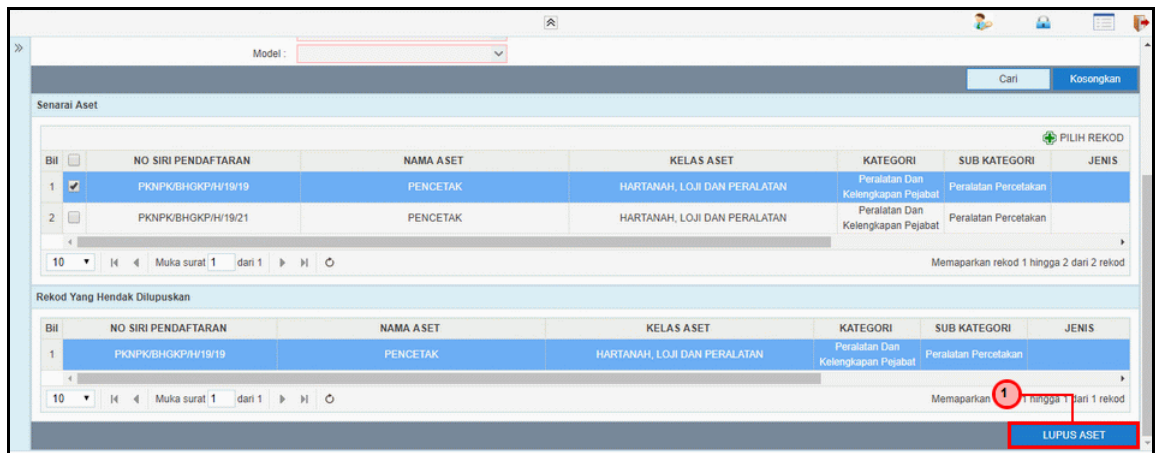 Model :
Cari Kosongkan
Senarai Aset
PILIH REKOD
Bil NO SIRI PENDAFTARAN NAMA ASET KELAS ASET KATEGORI SUB KATEGORI JENIS
1 PKNPK/BHGKP/H/19/19 PENCETAK HARTANAH, LOJI DAN PERALATAN Peralatan Dan Kelengkapan Pejabat Peralatan Percetakan
2 PKNPK/BHGKP/H/19/21 PENCETAK HARTANAH, LOJI DAN PERALATAN Peralatan Dan Kelengkapan Pejabat Peralatan Percetakan
10 Muka surat 1 dari 1 Memaparkan rekod 1 hingga 2 dari 2 rekod
Rekod Yang Hendak Dilupuskan
Bil NO SIRI PENDAFTARAN NAMA ASET KELAS ASET KATEGORI SUB KATEGORI JENIS
1 PKNPK/BHGKP/H/19/19 PENCETAK HARTANAH, LOJI DAN PERALATAN Peralatan Dan Kelengkapan Pejabat Peralatan Percetakan
10 Muka surat 1 dari 1 Memaparkan 1 1 hingga 1 dari 1 rekod
LUPUS ASET